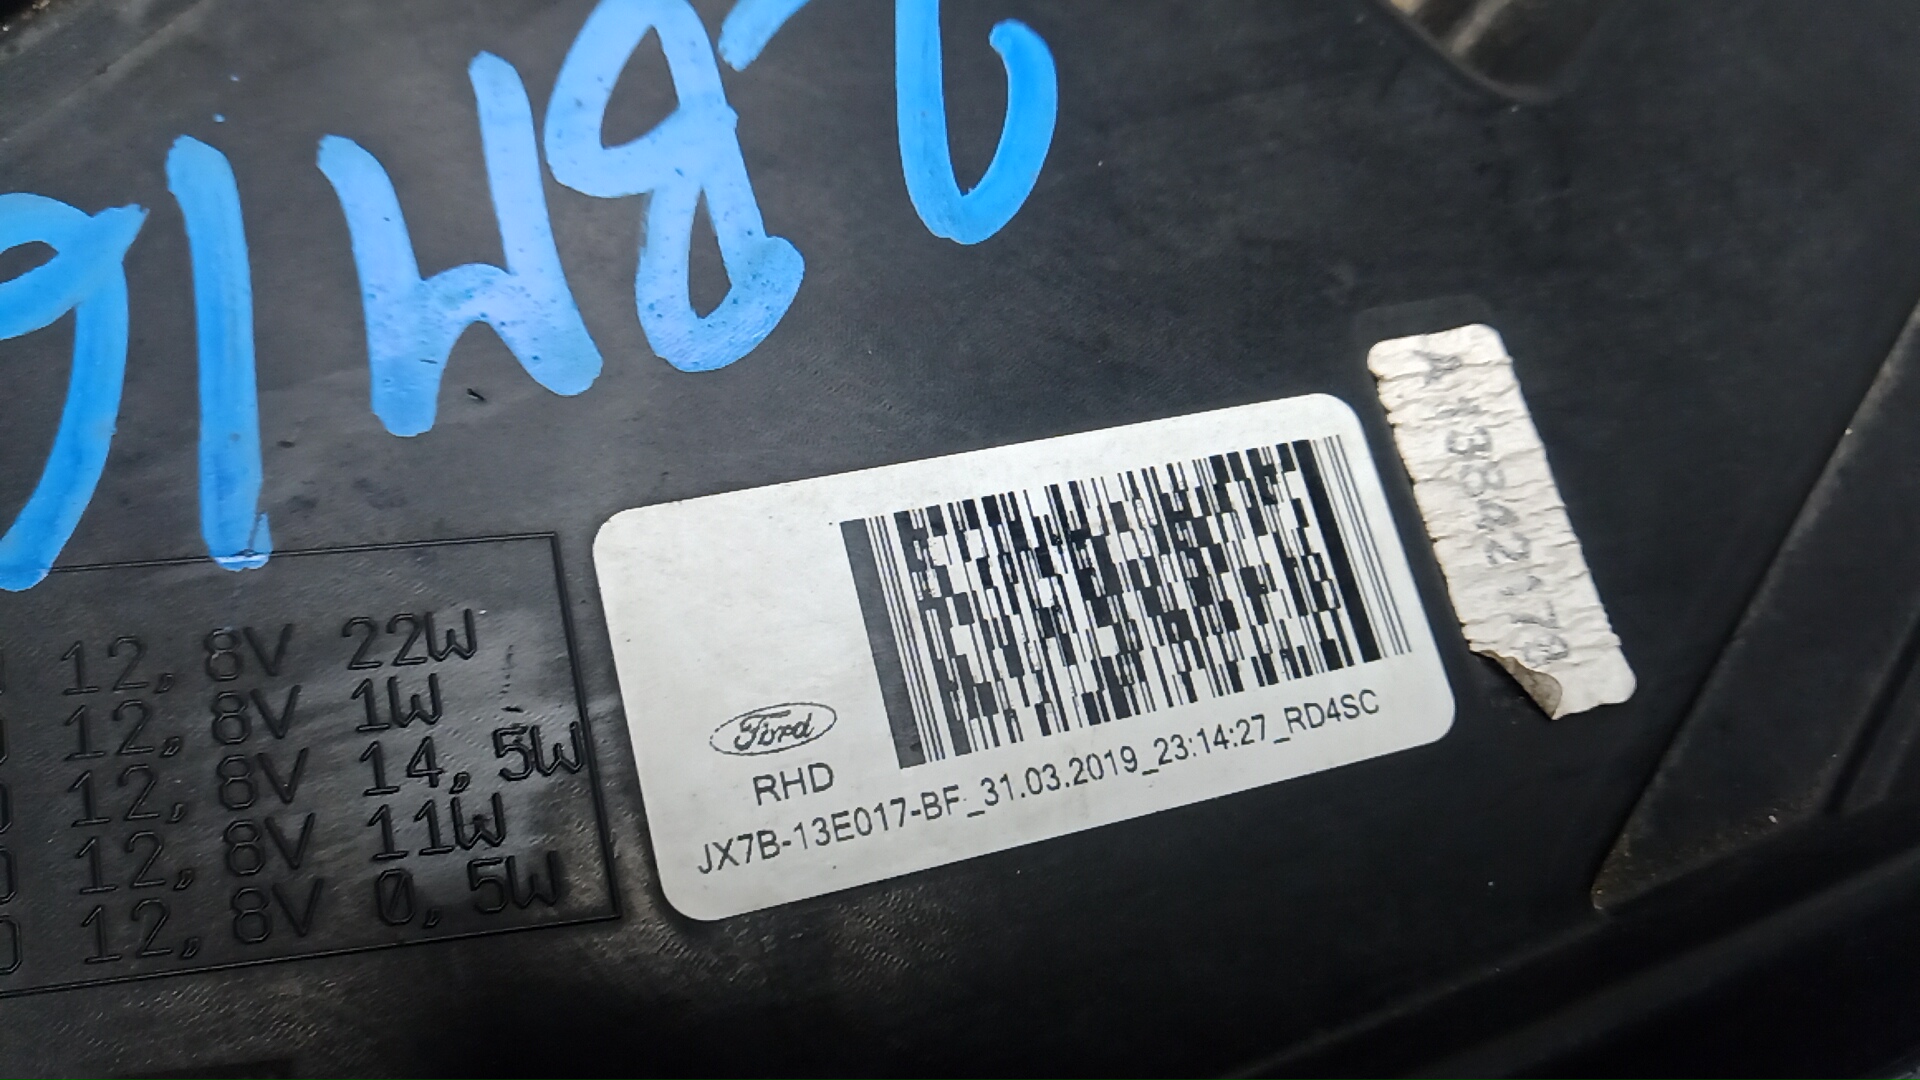 12,8V 22W
12,8V 1W
12,8V 14,5W
12,8V 11W
12,8V 0,5W
Ford
RHD
JX7B-13E017-BF_31.03.2019_23:14:27_RD4SC